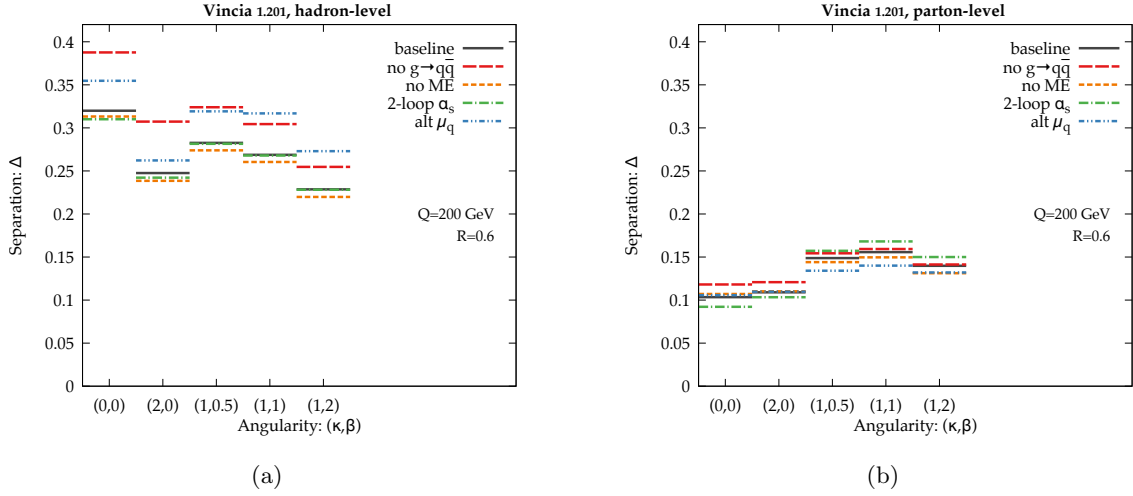 Vincia 1.201, hadron-level
Separation: Δ
0.4
0.35
0.3
0.25
0.2
0.15
0.1
0.05
0
baseline
no g→qq̅
no ME
2-loop αs
alt μq
Q=200 GeV
R=0.6
(0,0) (2,0) (1,0.5) (1,1) (1,2)
Angularity: (κ,β)
(a)
Vincia 1.201, parton-level
Separation: Δ
0.4
0.35
0.3
0.25
0.2
0.15
0.1
0.05
0
baseline
no g→qq̅
no ME
2-loop αs
alt μq
Q=200 GeV
R=0.6
(0,0) (2,0) (1,0.5) (1,1) (1,2)
Angularity: (κ,β)
(b)